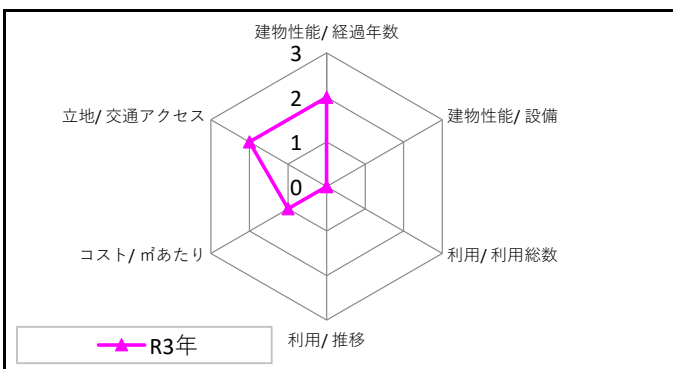 建物性能/ 経過年数
3
立地/ 交通アクセス
2
建物性能/ 設備
1
0
コスト/ ㎡あたり
利用/ 利用総数
R3年
利用/ 推移